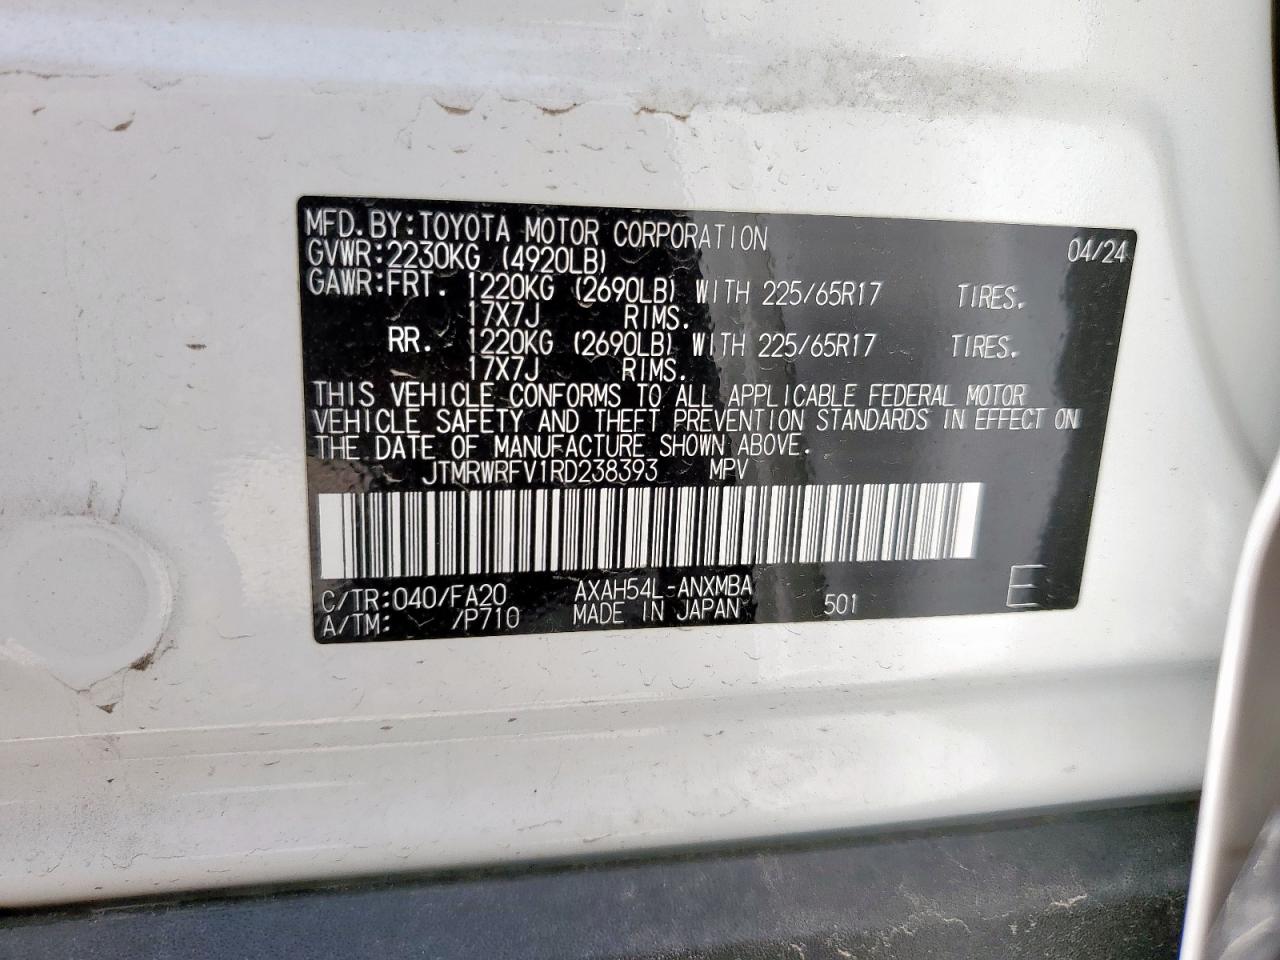 MFD. BY: TOYOTA MOTOR CORPORATION 04/24
GVWR: 2230KG (4920LB)
GAWR: FRT. 1220KG (2690LB) WITH 225/65R17 TIRES.
17X7J RIMS.
RR. 1220KG (2690LB) WITH 225/65R17 TIRES.
17X7J RIMS.
THIS VEHICLE CONFORMS TO ALL APPLICABLE FEDERAL MOTOR
VEHICLE SAFETY AND THEFT PREVENTION STANDARDS IN EFFECT ON
THE DATE OF MANUFACTURE SHOWN ABOVE.
JTMRWRFV1RD238393 MPV
C/TR: 040/FA20 AXAH54L-ANXMBA
A/TM: /P710 MADE IN JAPAN 501 E